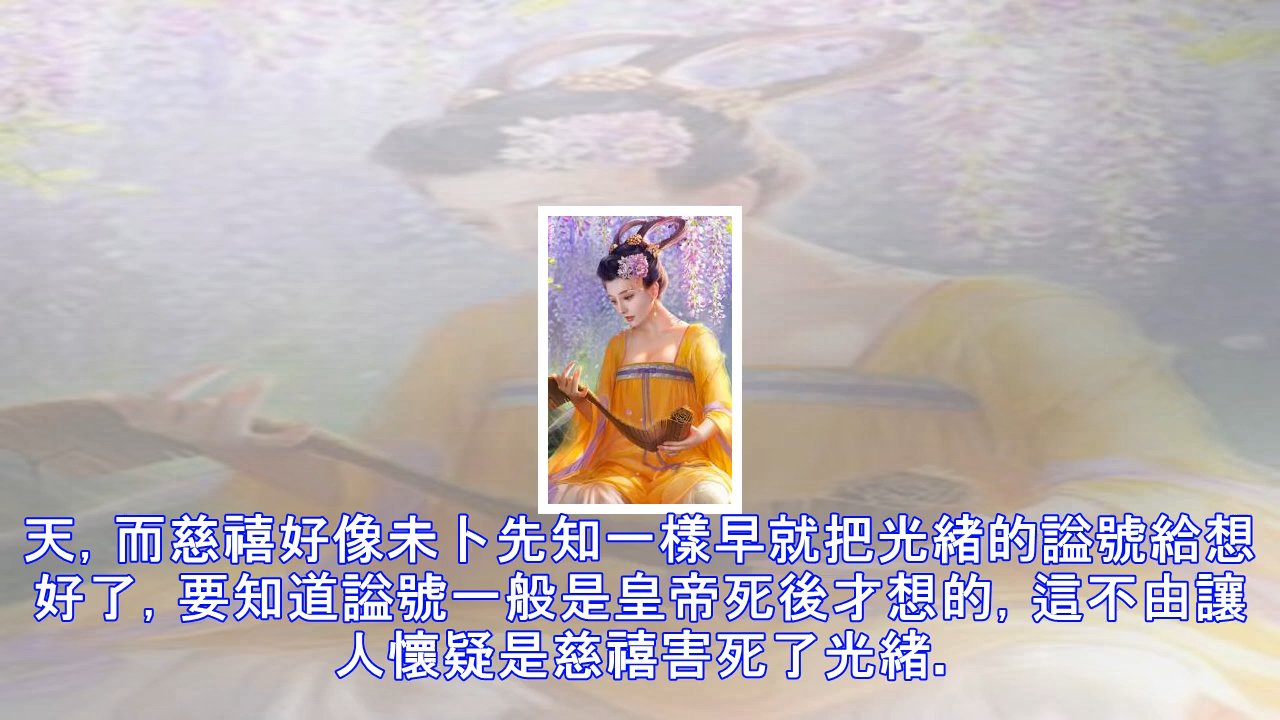 天, 而慈禧好像未卜先知一樣早就把光緒的謚號給想
好了, 要知道謚號一般是皇帝死後才想的, 這不由讓
人懷疑是慈禧害死了光緒.